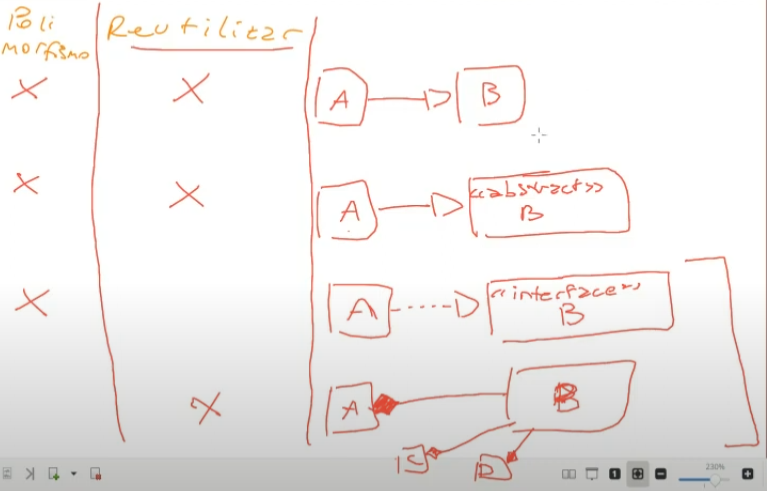 Poli
morfismo
Reutilizar
X X A B
X X A <<abstract>>
B
X A <<interface>>
B
X A B
C D
1 230%